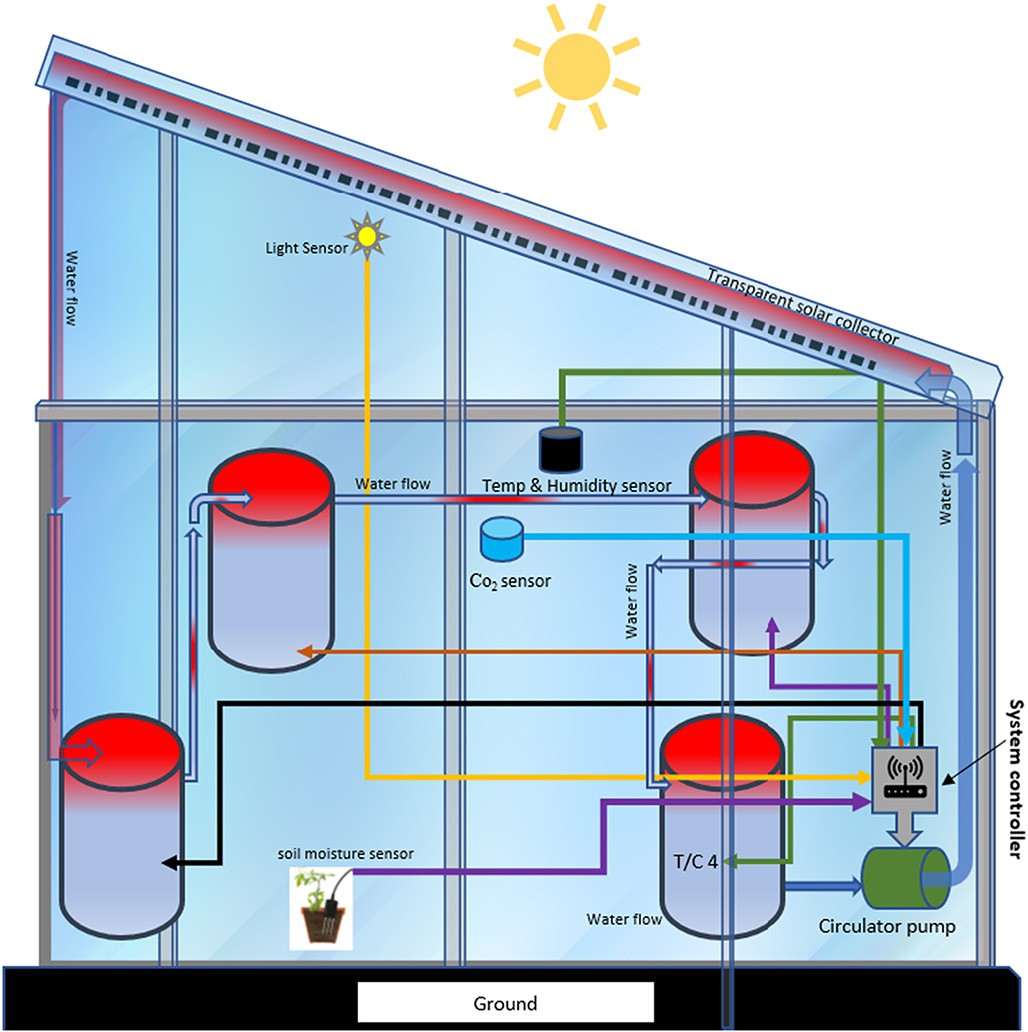 Light Sensor
Water flow
Transparent solar collector
Water flow
Temp & Humidity sensor
Water flow
Co₂ sensor
Water flow
System controller
soil moisture sensor
T/C 4
Water flow
Circulator pump
Ground